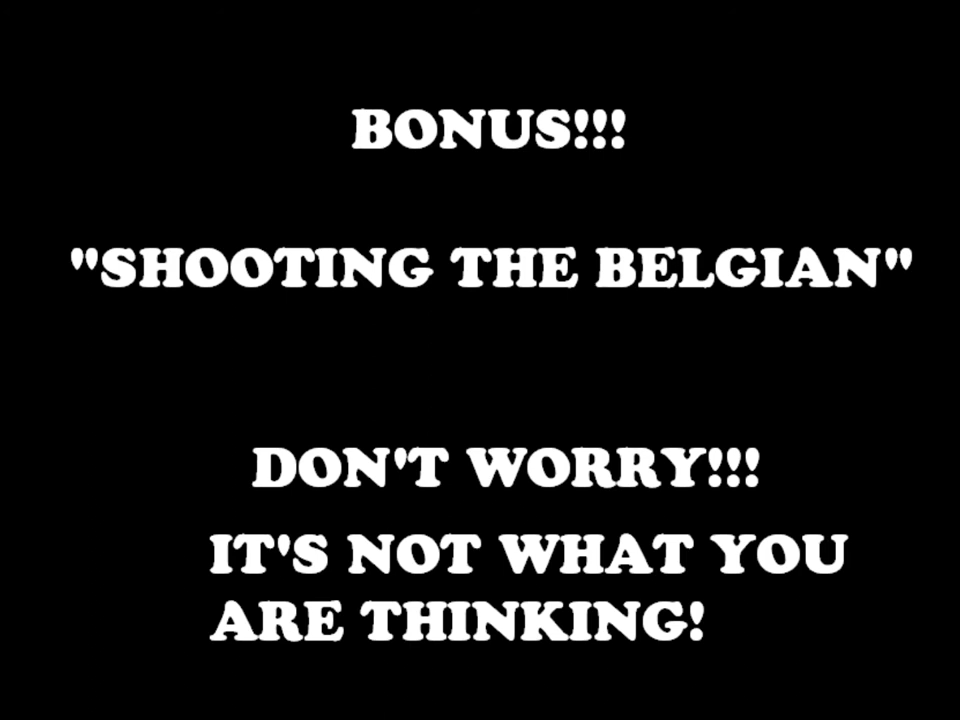 BONUS!!!
"SHOOTING THE BELGIAN"
DON'T WORRY!!!
IT'S NOT WHAT YOU
ARE THINKING!